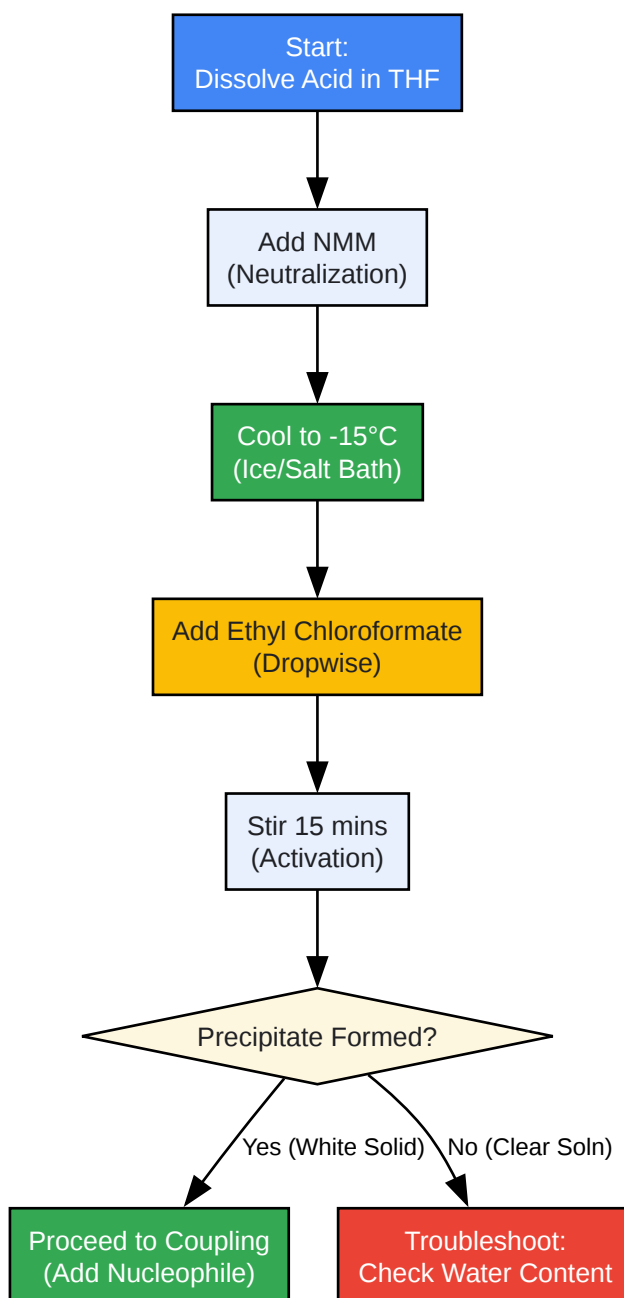 Start:
Dissolve Acid in THF
Add NMM
(Neutralization)
Cool to -15°C
(Ice/Salt Bath)
Add Ethyl Chloroformate
(Dropwise)
Stir 15 mins
(Activation)
Precipitate Formed?
Yes (White Solid)
No (Clear Soln)
Proceed to Coupling
(Add Nucleophile)
Troubleshoot:
Check Water Content